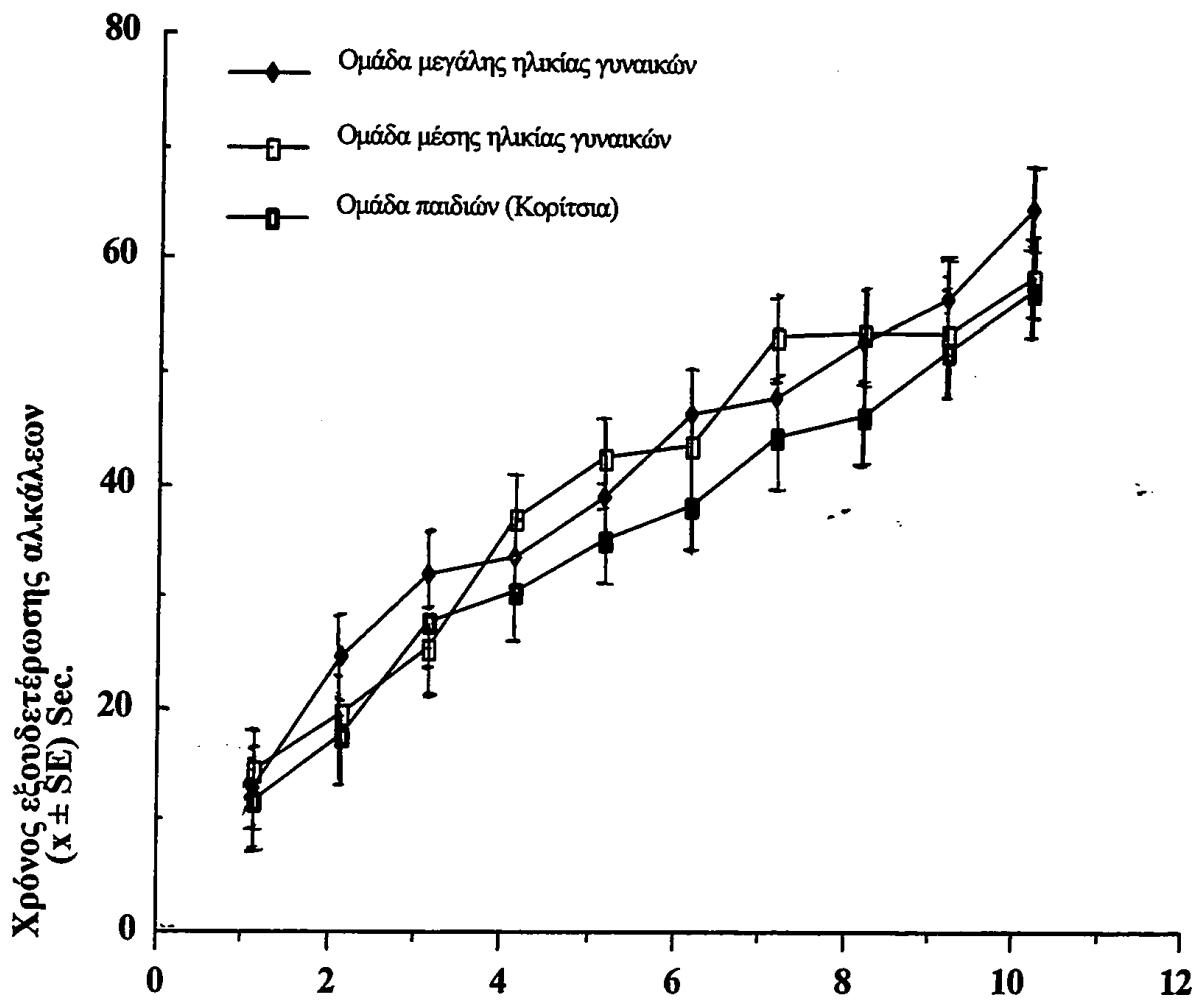 80
Ομάδα μεγάλης ηλικίας γυναικών
Ομάδα μέσης ηλικίας γυναικών
Ομάδα παιδιών (Κορίτσια)
60
40
20
0
Χρόνος εξουδετέρωσης αλκάλεων
(x ± SE) Sec.
0 2 4 6 8 10 12